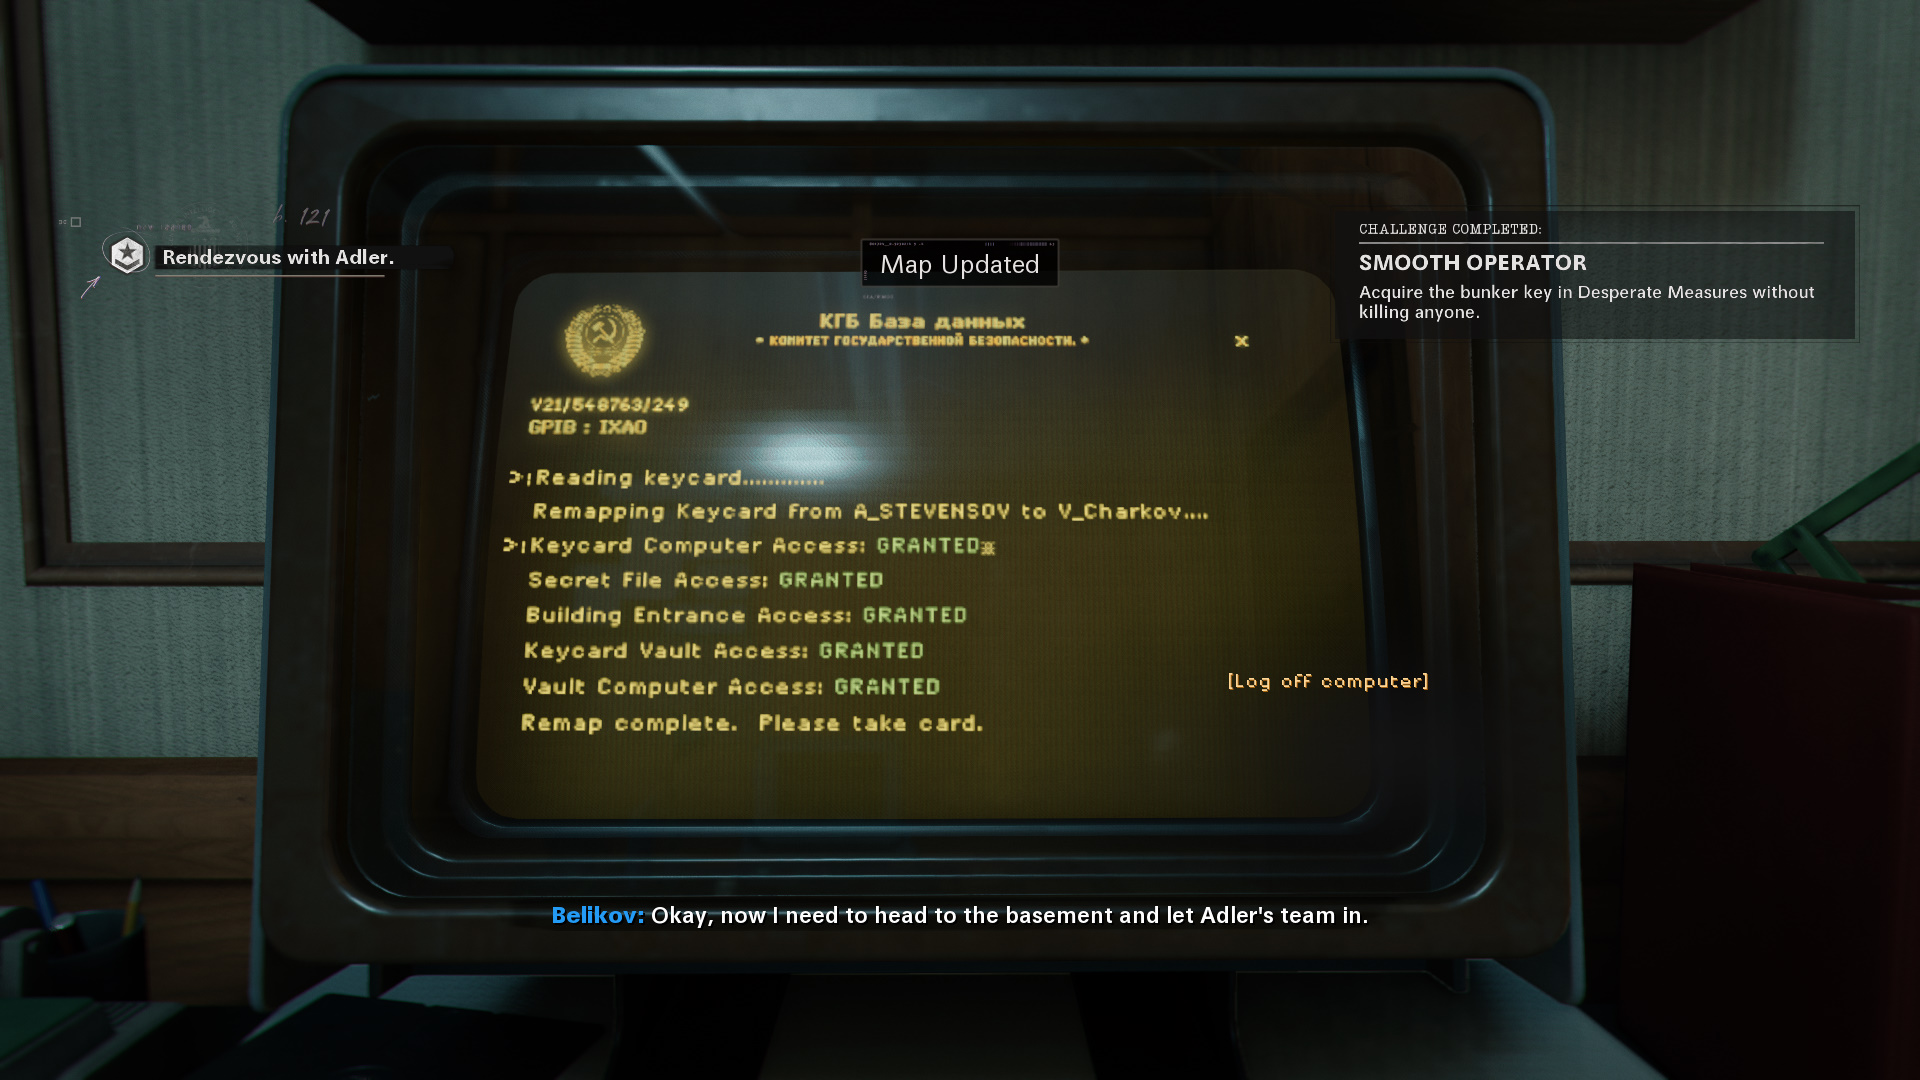 h. 121
Rendezvous with Adler.
Map Updated
CHALLENGE COMPLETED:
SMOOTH OPERATOR
Acquire the bunker key in Desperate Measures without
killing anyone.
КГБ База данных
- КОМИТЕТ ГОСУДАРСТВЕННОЙ БЕЗОПАСНОСТИ. +
x
V21/548763/249
GPIB : IXAO
>¡Reading keycard.............
Remapping Keycard from A_STEVENSOV to V_Charkov....
>¡Keycard Computer Access: GRANTED
Secret File Access: GRANTED
Building Entrance Access: GRANTED
Keycard Vault Access: GRANTED
Vault Computer Access: GRANTED
[Log off computer]
Remap complete. Please take card.
Belikov: Okay, now I need to head to the basement and let Adler's team in.